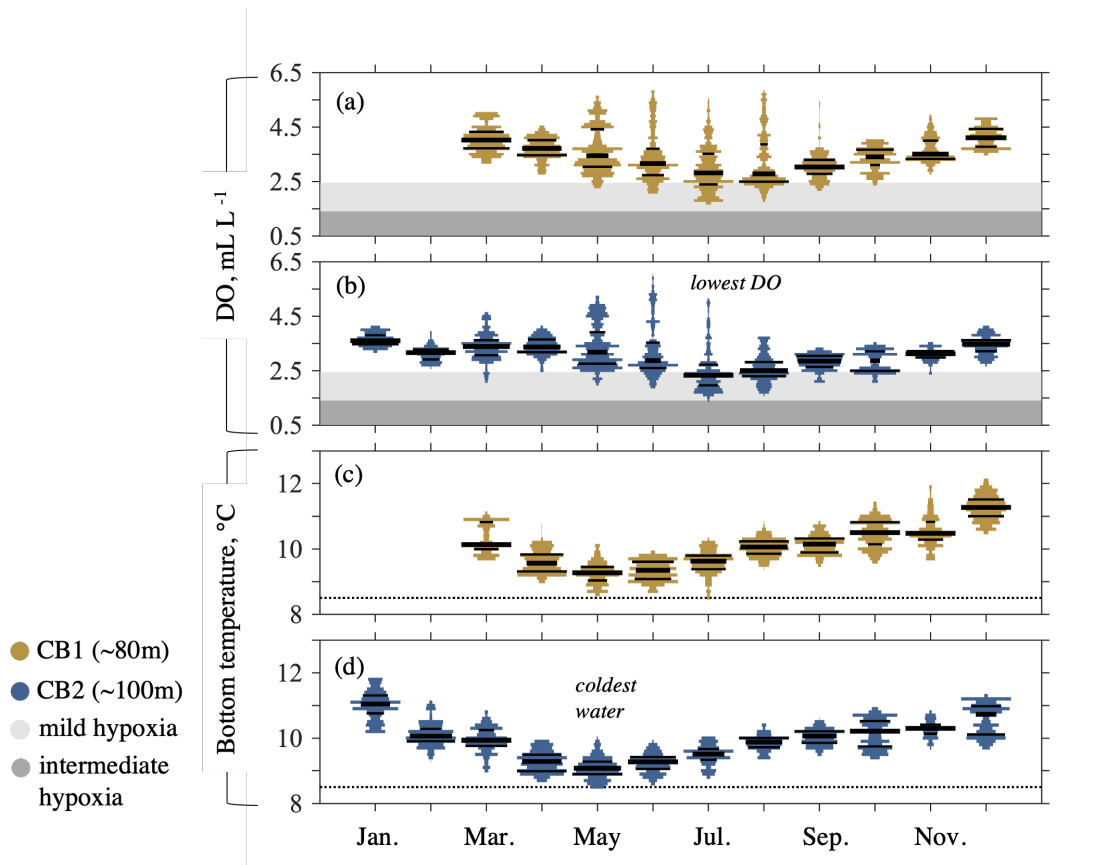 6.5
(a)
4.5
2.5
0.5
DO, mL L -1
6.5
(b)
lowest DO
4.5
2.5
0.5
12
(c)
10
8
Bottom temperature, °C
CB1 (~80m)
CB2 (~100m)
mild hypoxia
intermediate
hypoxia
12
(d)
coldest
water
10
8
Jan. Mar. May Jul. Sep. Nov.